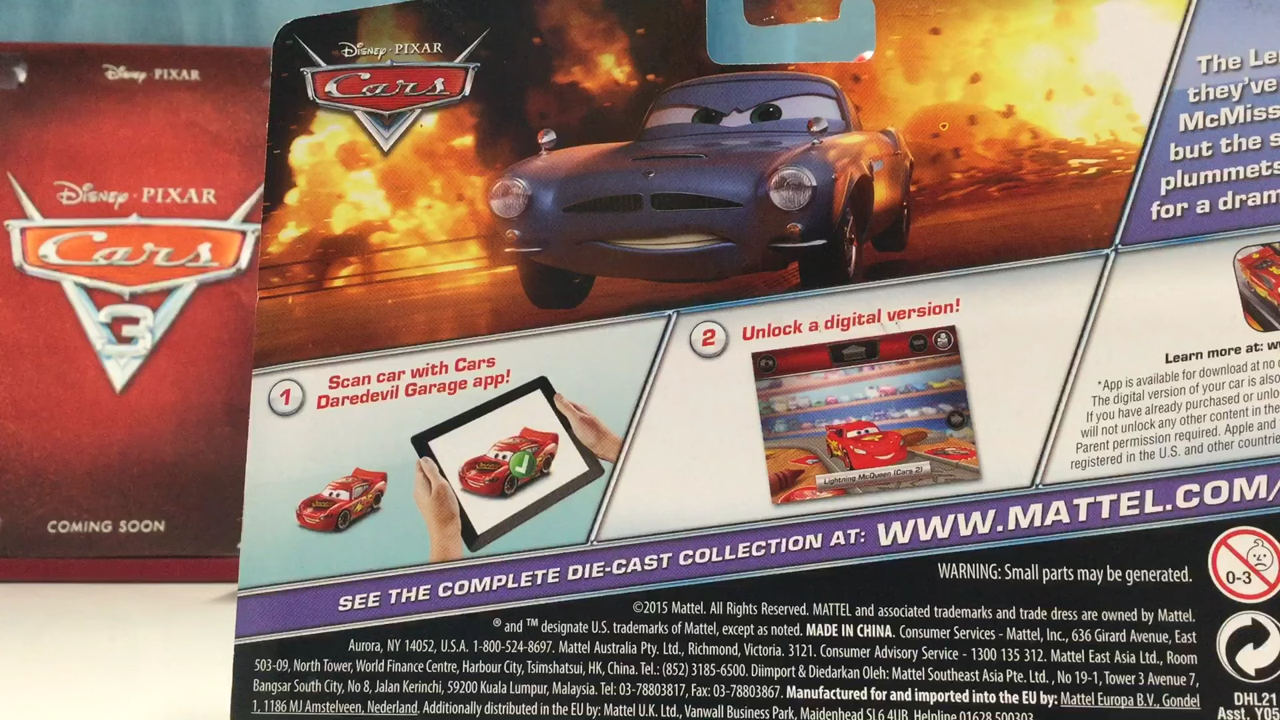 Disney · PIXAR
Disney · PIXAR
Cars
3
COMING SOON
Disney · PIXAR
Cars
The Le
they've
McMiss
but the s
plummets
for a dram
1
Scan car with Cars
Daredevil Garage app!
2
Unlock a digital version!
Lightning McQueen (Cars 2)
Learn more at: w
*App is available for download at no
The digital version of your car is also
If you have already purchased or unlo
will not unlock any other content in the
Parent permission required. Apple and
registered in the U.S. and other countri
SEE THE COMPLETE DIE-CAST COLLECTION AT: WWW.MATTEL.COM/
WARNING: Small parts may be generated.
0-3
©2015 Mattel. All Rights Reserved. MATTEL and associated trademarks and trade dress are owned by Mattel.
® and ™ designate U.S. trademarks of Mattel, except as noted. MADE IN CHINA. Consumer Services - Mattel, Inc., 636 Girard Avenue, East
Aurora, NY 14052, U.S.A. 1-800-524-8697. Mattel Australia Pty. Ltd., Richmond, Victoria. 3121. Consumer Advisory Service - 1300 135 312. Mattel East Asia Ltd., Room
503-09, North Tower, World Finance Centre, Harbour City, Tsimshatsui, HK, China. Tel.: (852) 3185-6500. Diimport & Diedarkan Oleh: Mattel Southeast Asia Pte. Ltd., No 19-1, Tower 3 Avenue 7,
Bangsar South City, No 8, Jalan Kerinchi, 59200 Kuala Lumpur, Malaysia. Tel: 03-78803817, Fax: 03-78803867. Manufactured for and imported into the EU by: Mattel Europa B.V., Gondel
1, 1186 MJ Amstelveen, Nederland. Additionally distributed in the EU by: Mattel U.K. Ltd., Vanwall Business Park, Maidenhead SL6 4UB. Helpline 01628 500303
DHL21
Asst. Y05